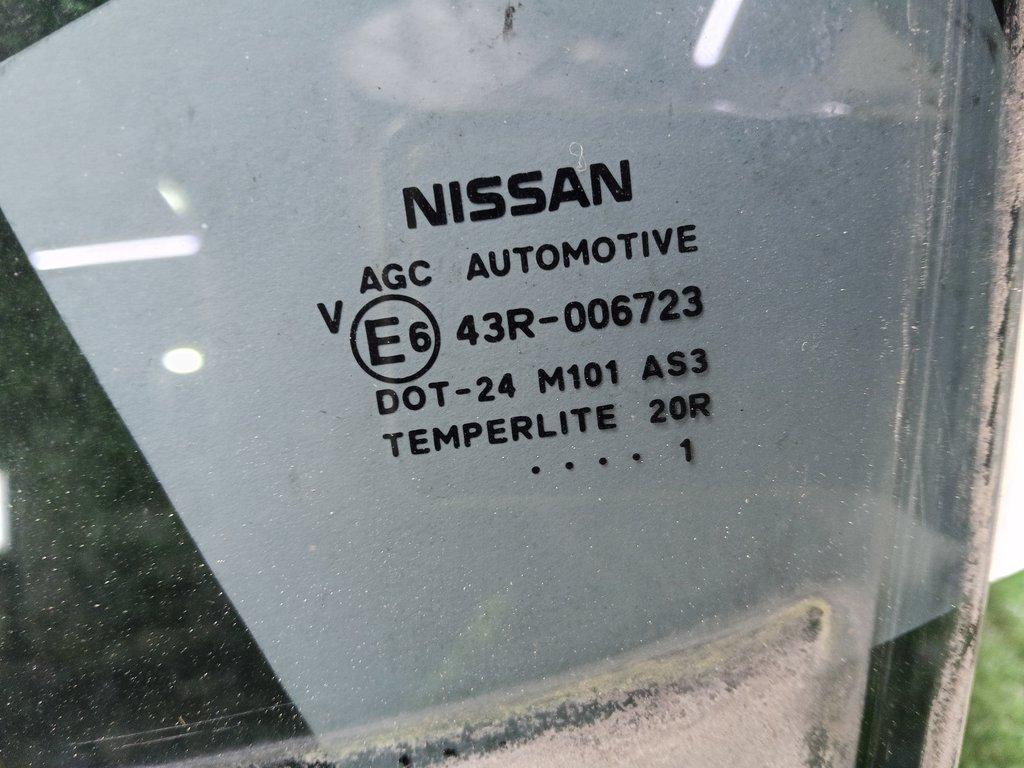 NISSAN
AGC AUTOMOTIVE
V E6 43R-006723
DOT-24 M101 AS3
TEMPERLITE 20R
. . . . 1